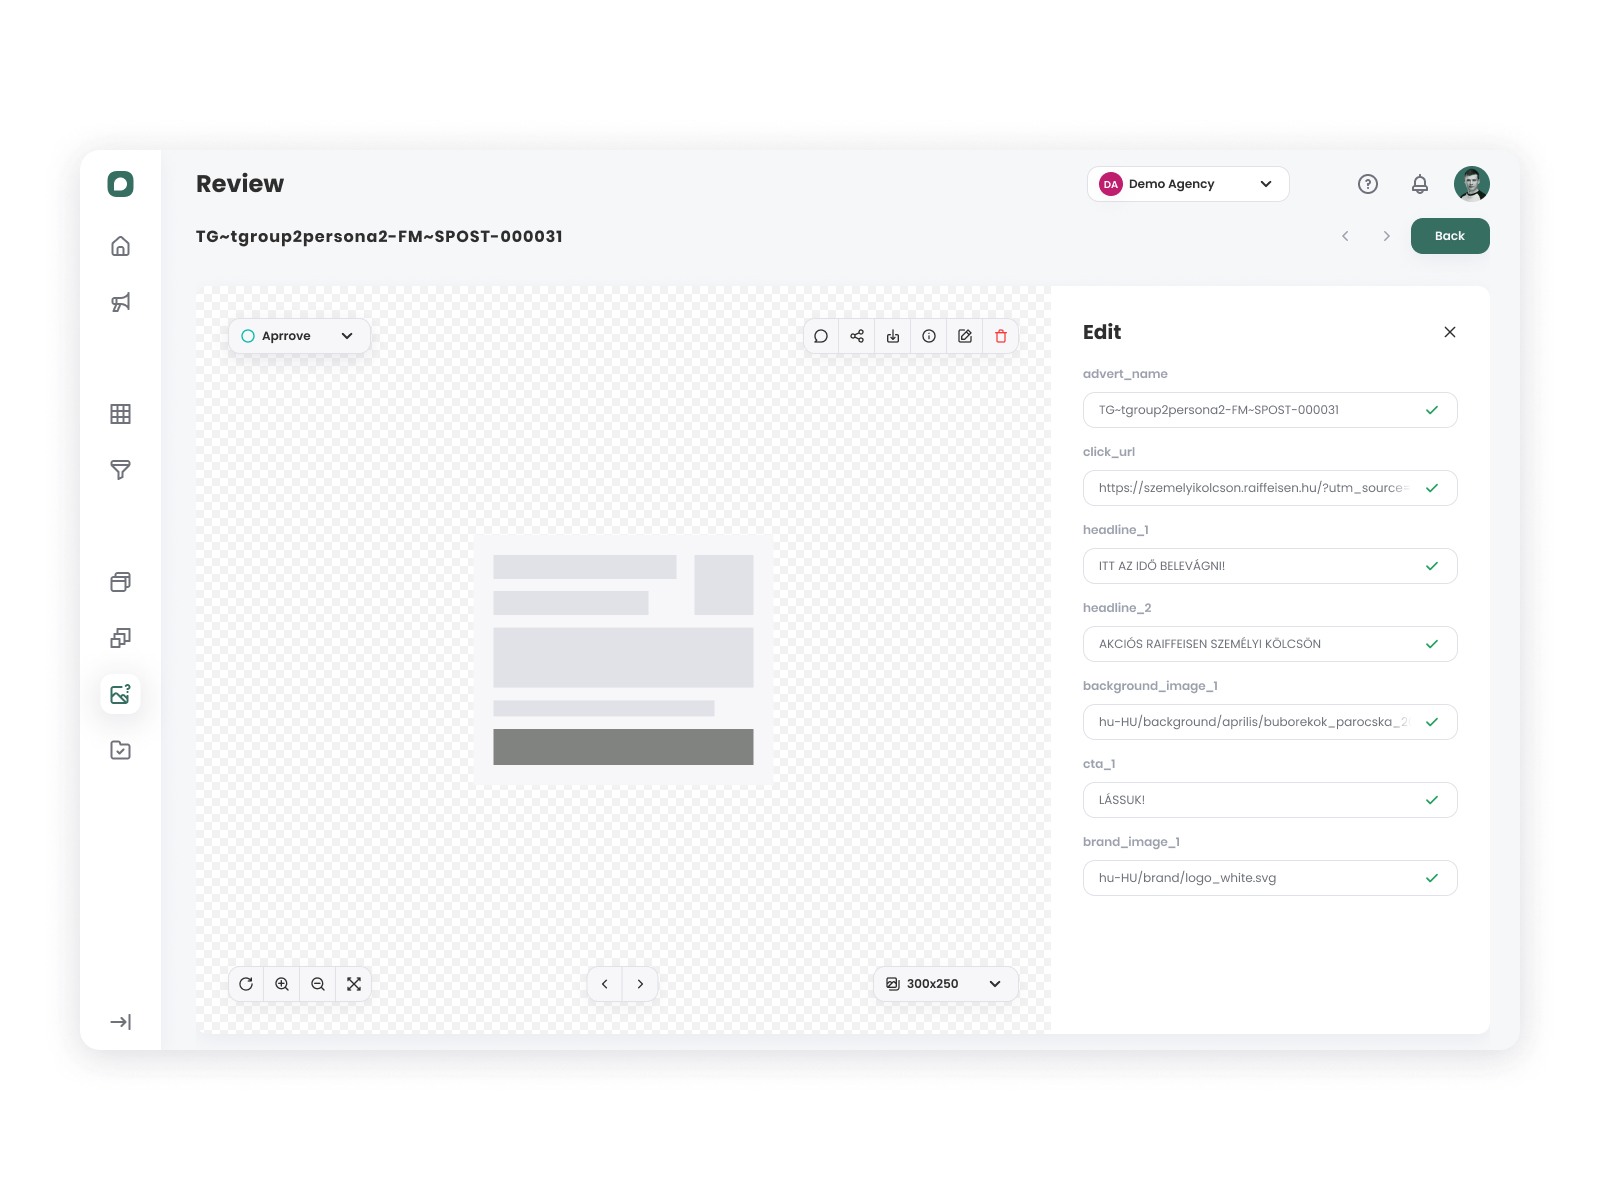 Review
DA Demo Agency
TG~tgroup2persona2-FM~SPOST-000031
Back
Aprrove
Edit
advert_name
TG~tgroup2persona2-FM~SPOST-000031
click_url
https://szemelyikolcson.raiffeisen.hu/?utm_source=
headline_1
ITT AZ IDŐ BELEVÁGNI!
headline_2
AKCIÓS RAIFFEISEN SZEMÉLYI KÖLCSÖN
background_image_1
hu-HU/background/aprilis/buborekok_parocska_2
cta_1
LÁSSUK!
brand_image_1
hu-HU/brand/logo_white.svg
300x250